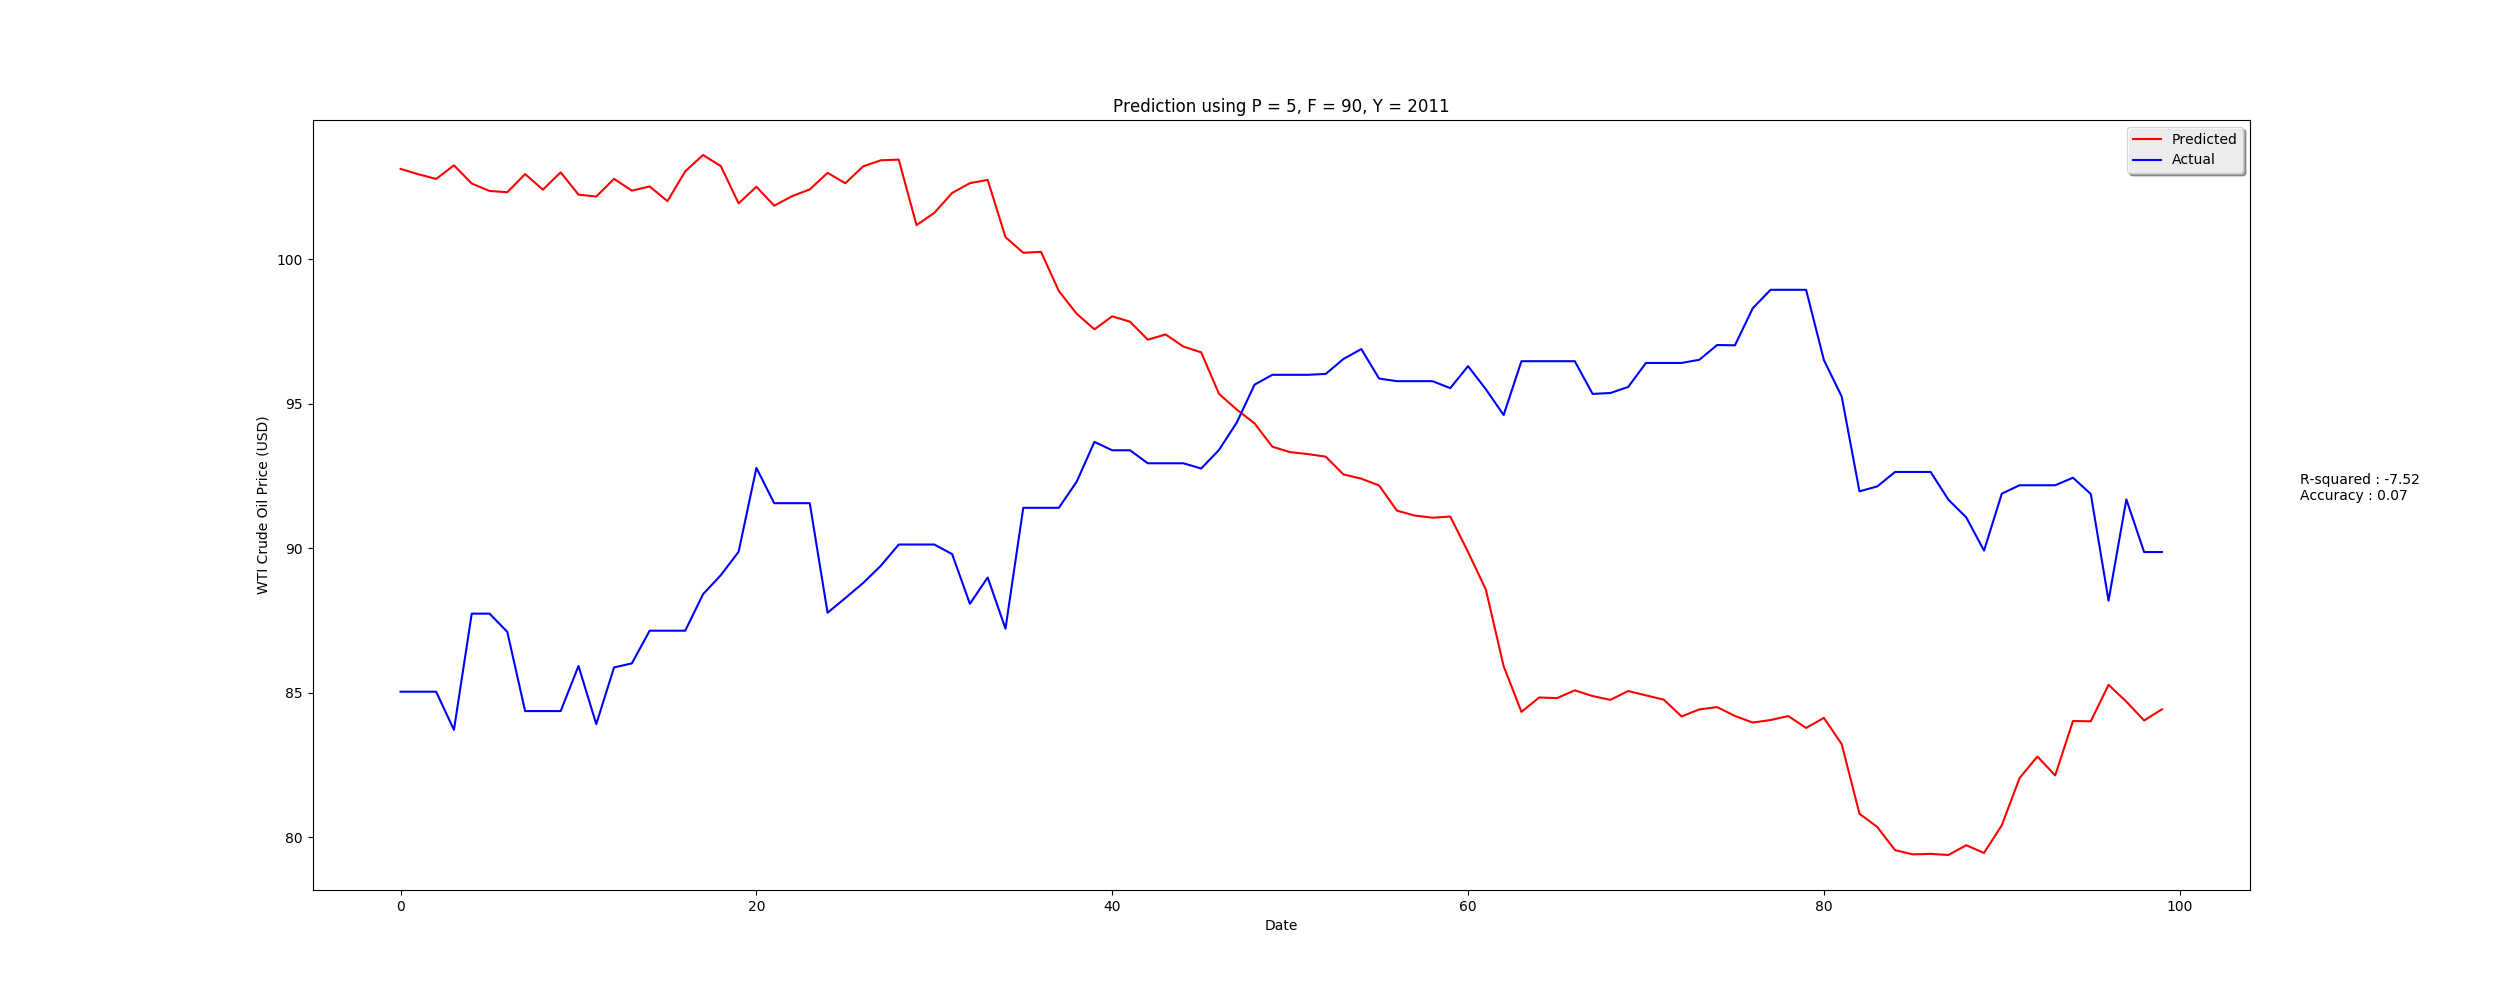 Prediction using P = 5, F = 90, Y = 2011
Predicted
Actual
100
95
90
85
80
WTI Crude Oil Price (USD)
0
20
40
60
80
100
Date
R-squared : -7.52
Accuracy : 0.07